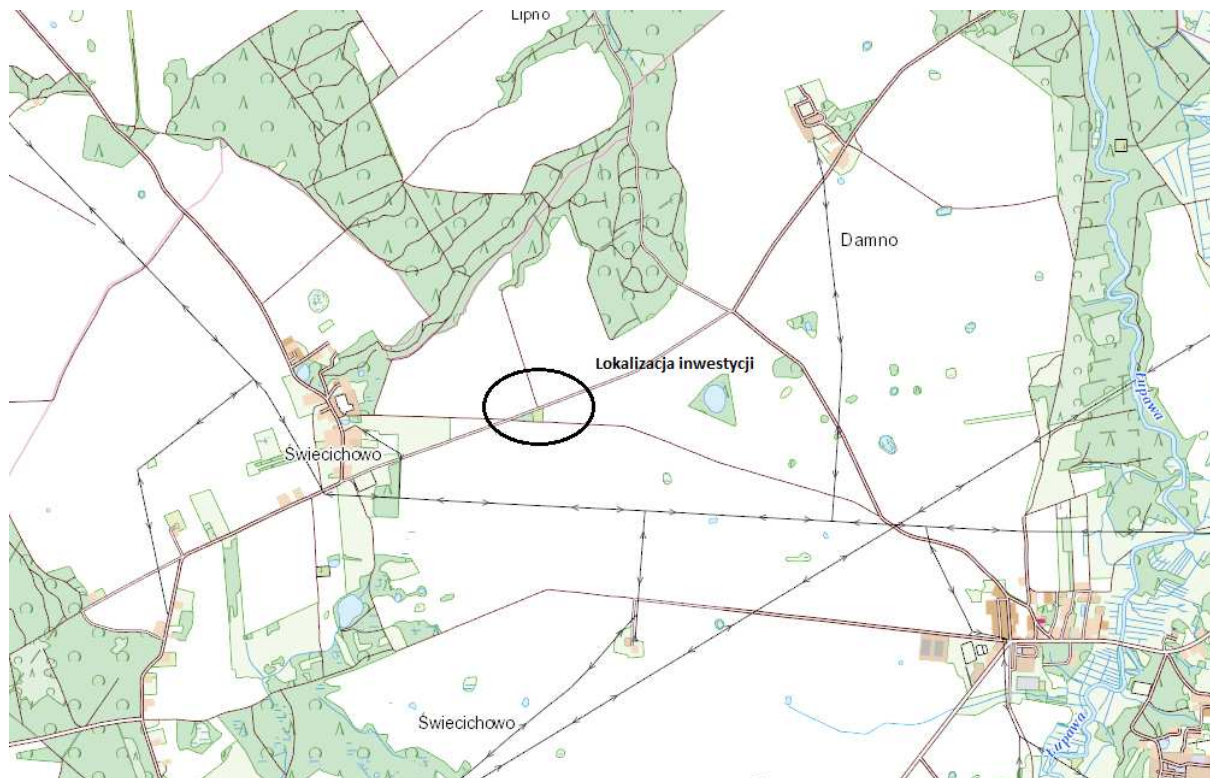 Lipno
Damno
Lokalizacja inwestycji
Łupawa
Świecichowo
Świecichowo
Łupawa